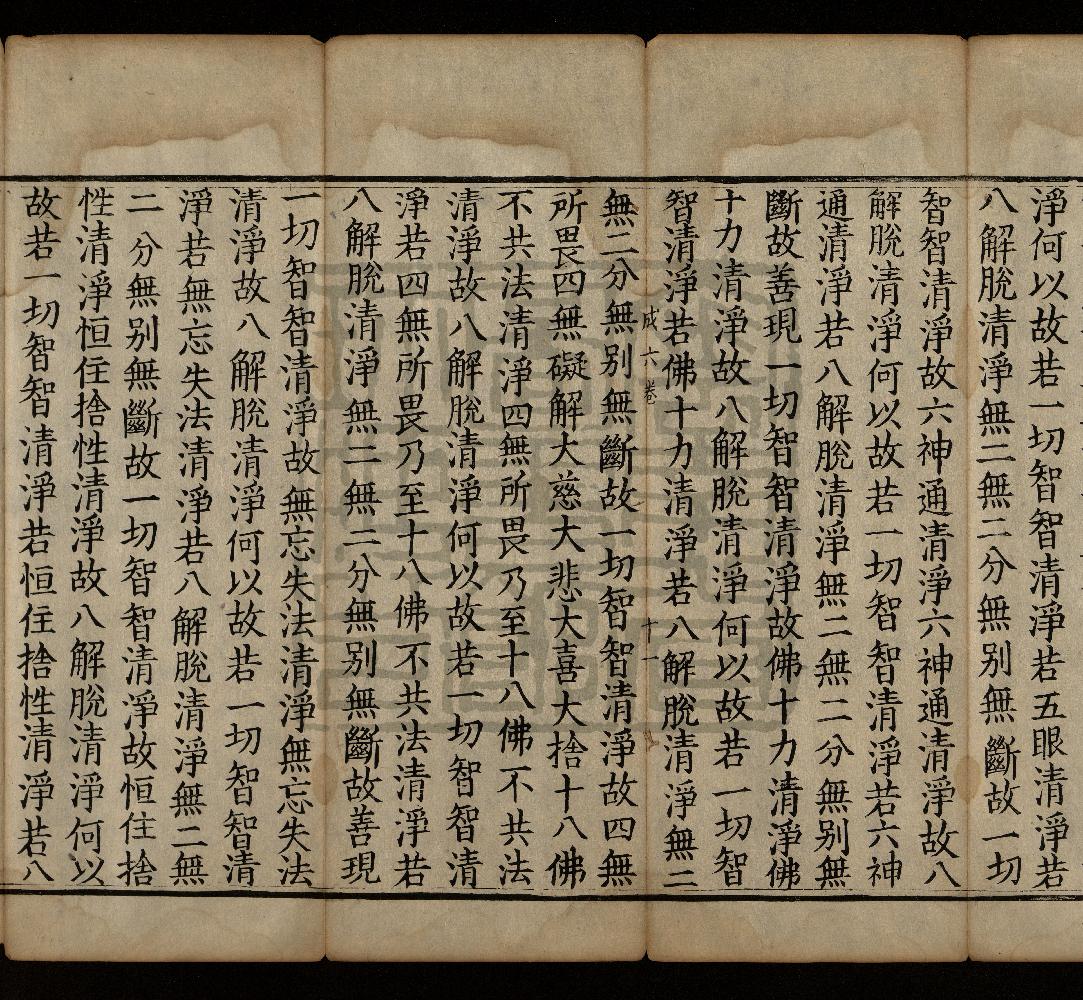 淨何以故若一切智智清淨若五眼清淨若
八解脫清淨無二無二分無別無斷故一切
智智清淨故六神通清淨六神通清淨故八
解脫清淨何以故若一切智智清淨若六神
通清淨若八解脫清淨無二無二分無別無
斷故善現一切智智清淨故佛十力清淨佛
十力清淨故八解脫清淨何以故若一切智
智清淨若佛十力清淨若八解脫清淨無二
成六卷 十一
無二分無別無斷故一切智智清淨故四無
所畏四無礙解大慈大悲大喜大捨十八佛
不共法清淨四無所畏乃至十八佛不共法
清淨故八解脫清淨何以故若一切智智清
淨若四無所畏乃至十八佛不共法清淨若
八解脫清淨無二無二分無別無斷故善現
一切智智清淨故無忘失法清淨無忘失法
清淨故八解脫清淨何以故若一切智智清
淨若無忘失法清淨若八解脫清淨無二無
二分無別無斷故一切智智清淨故恒住捨
性清淨恒住捨性清淨故八解脫清淨何以
故若一切智智清淨若恒住捨性清淨若八